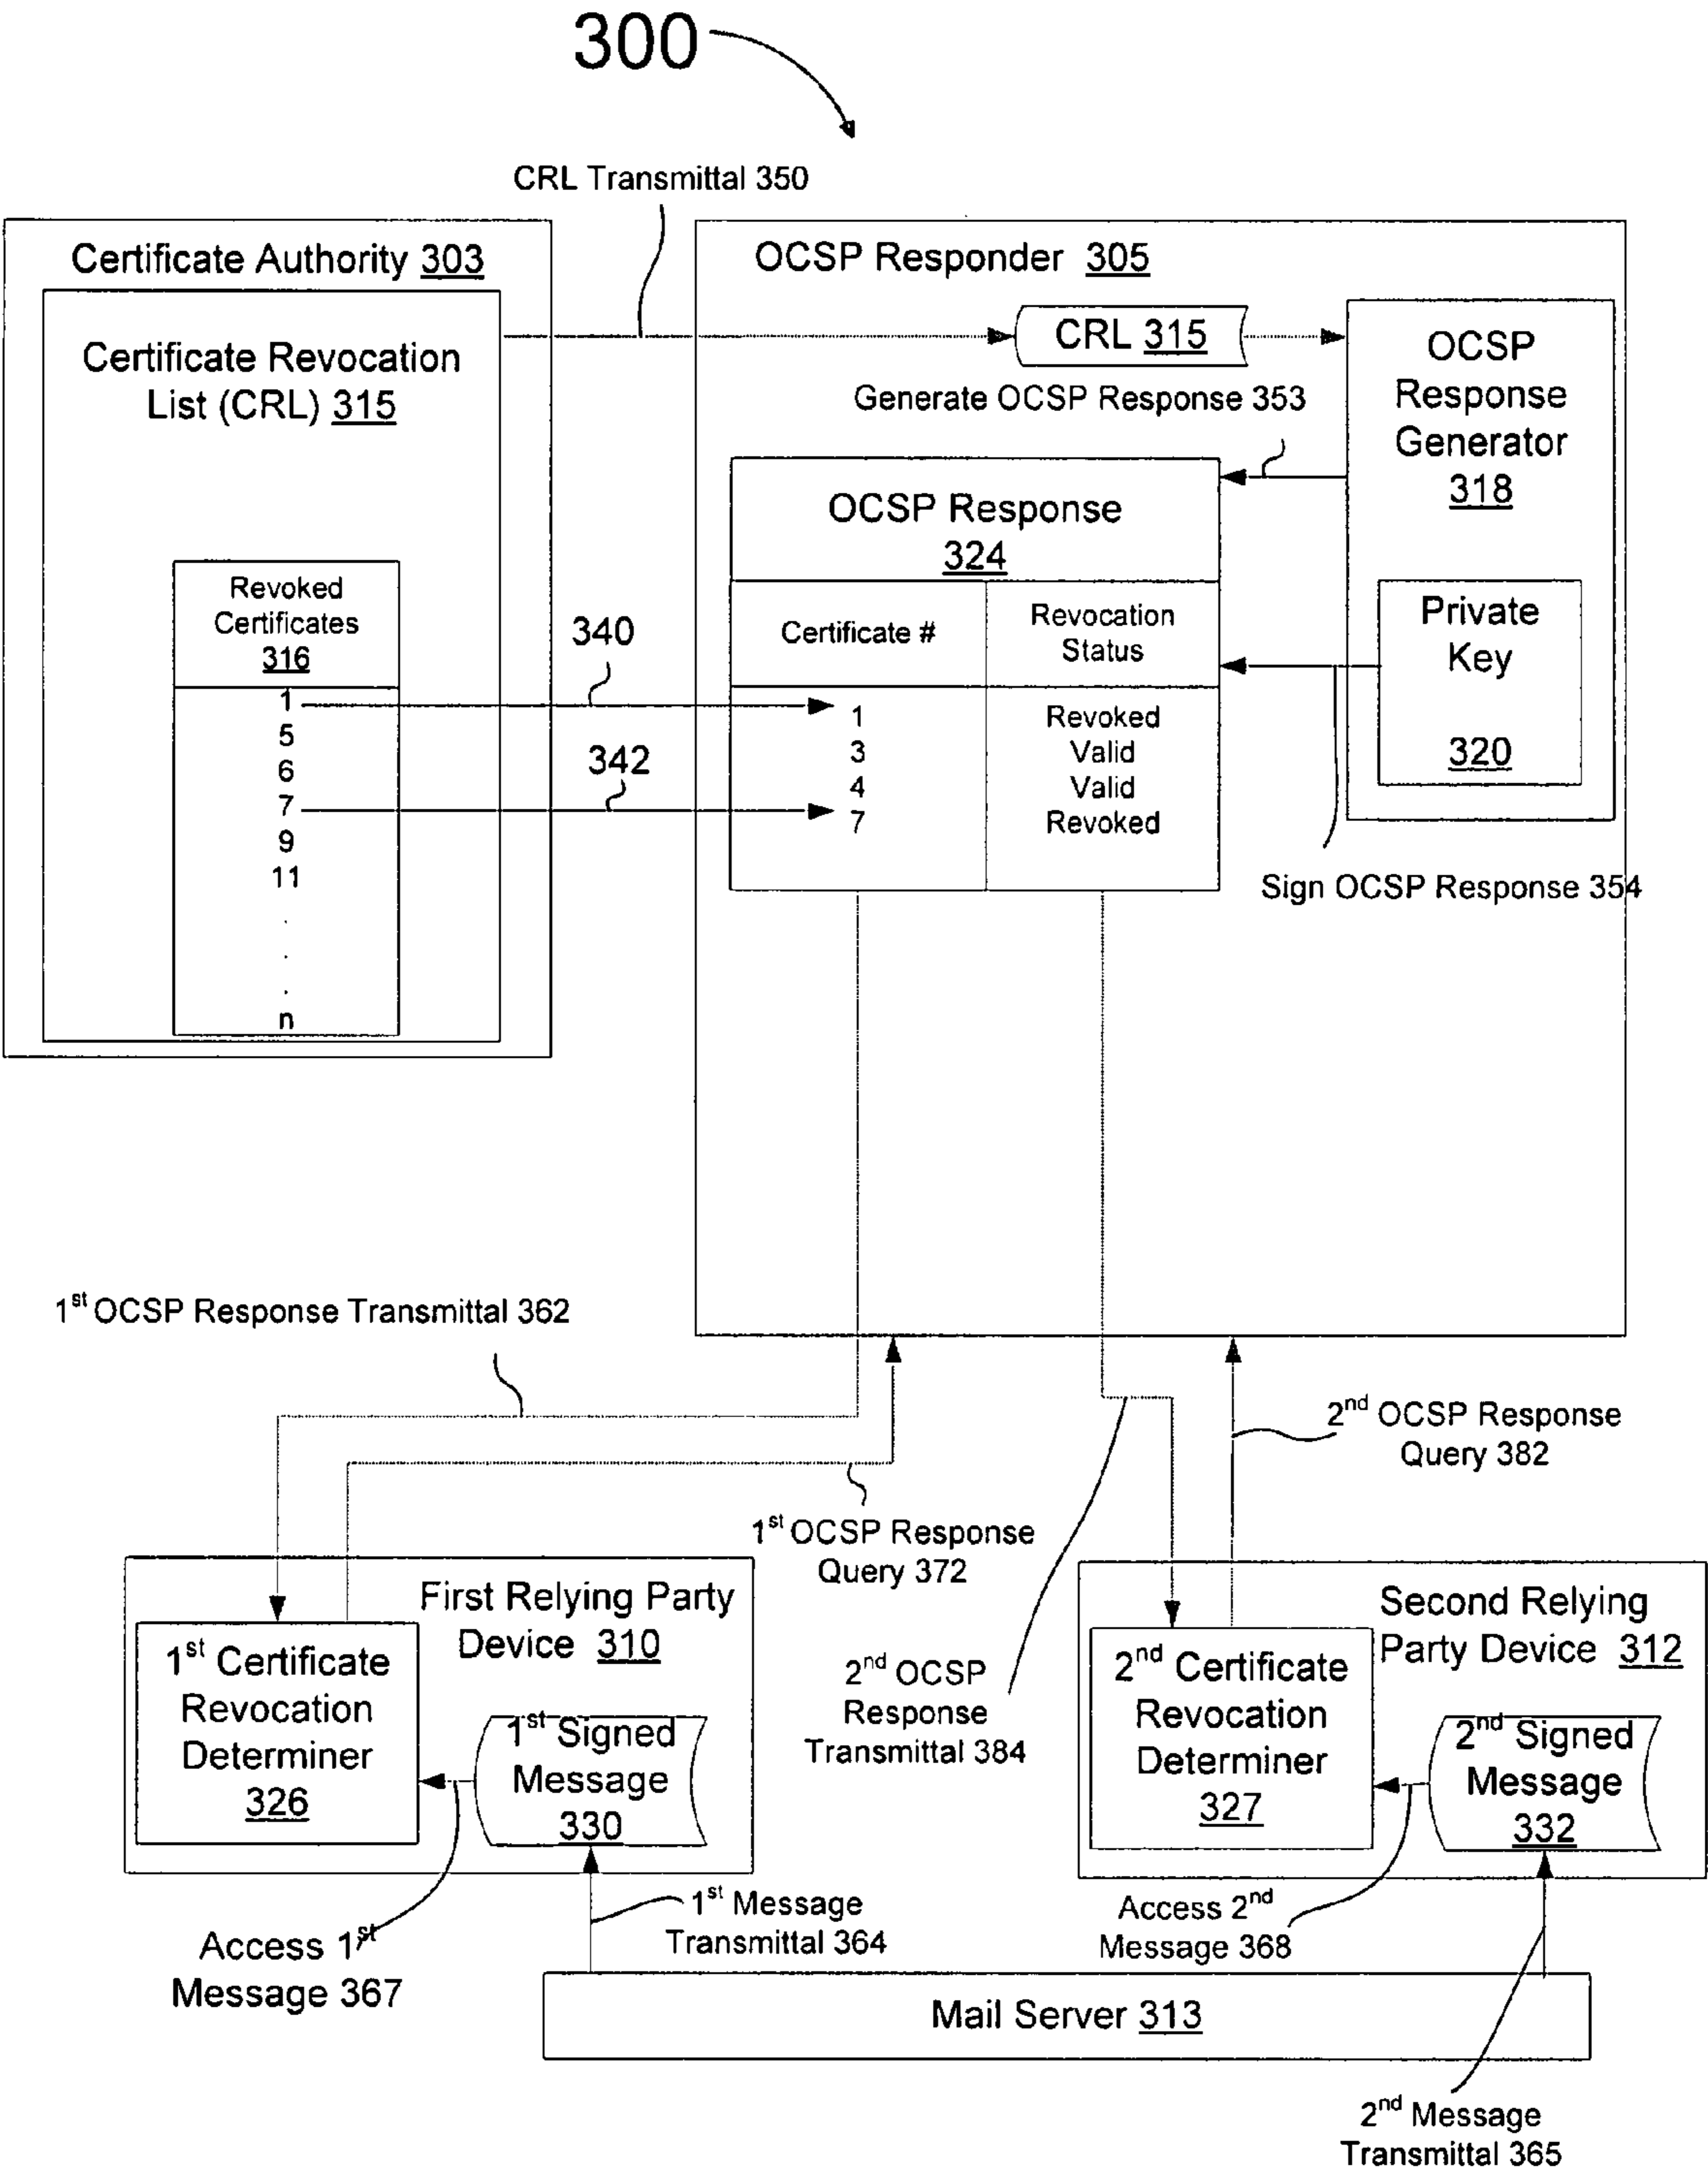 300
CRL Transmittal 350
Certificate Authority 303
Certificate Revocation
List (CRL) 315
Revoked
Certificates
316
1
5
6
7
9
11
.
.
.
n
340
342
OCSP Responder 305
CRL 315
OCSP
Response
Generator
318
Generate OCSP Response 353
OCSP Response
324
Certificate #
Revocation
Status
1 Revoked
3 Valid
4 Valid
7 Revoked
Private
Key
320
Sign OCSP Response 354
1st OCSP Response Transmittal 362
2nd OCSP Response
Query 382
1st OCSP Response
Query 372
First Relying Party
Device 310
1st Certificate
Revocation
Determiner
326
1st Signed
Message
330
2nd OCSP
Response
Transmittal 384
Second Relying
Party Device 312
2nd Certificate
Revocation
Determiner
327
2nd Signed
Message
332
Access 1st
Message 367
1st Message
Transmittal 364
Access 2nd
Message 368
Mail Server 313
2nd Message
Transmittal 365